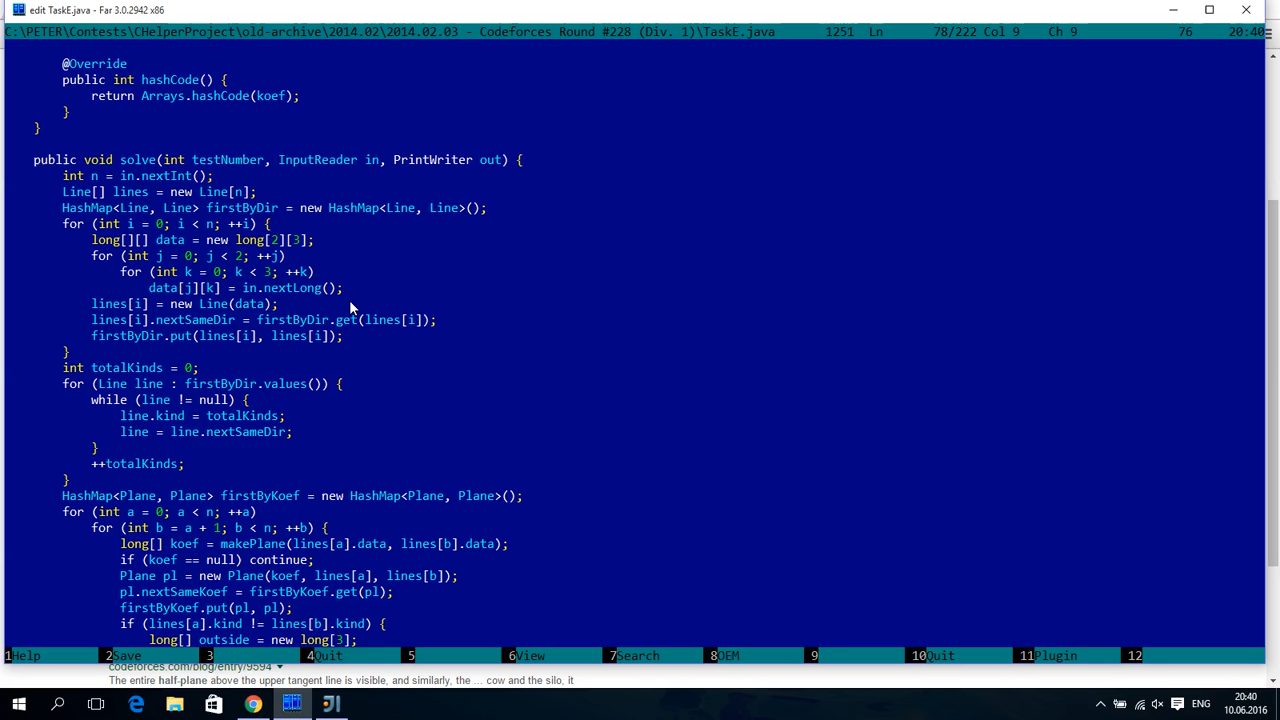 edit TaskE.java - Far 3.0.2942 x86
C:\PETER\Contests\CHelperProject\old-archive\2014.02\2014.02.03 - Codeforces Round #228 (Div. 1)\TaskE.java 1251 Ln 78/222 Col 9 Ch 9 76 20:40
@Override
public int hashCode() {
return Arrays.hashCode(koef);
}
}
public void solve(int testNumber, InputReader in, PrintWriter out) {
int n = in.nextInt();
Line[] lines = new Line[n];
HashMap<Line, Line> firstByDir = new HashMap<Line, Line>();
for (int i = 0; i < n; ++i) {
long[][] data = new long[2][3];
for (int j = 0; j < 2; ++j)
for (int k = 0; k < 3; ++k)
data[j][k] = in.nextLong();
lines[i] = new Line(data);
lines[i].nextSameDir = firstByDir.get(lines[i]);
firstByDir.put(lines[i], lines[i]);
}
int totalKinds = 0;
for (Line line : firstByDir.values()) {
while (line != null) {
line.kind = totalKinds;
line = line.nextSameDir;
}
++totalKinds;
}
HashMap<Plane, Plane> firstByKoef = new HashMap<Plane, Plane>();
for (int a = 0; a < n; ++a)
for (int b = a + 1; b < n; ++b) {
long[] koef = makePlane(lines[a].data, lines[b].data);
if (koef == null) continue;
Plane pl = new Plane(koef, lines[a], lines[b]);
pl.nextSameKoef = firstByKoef.get(pl);
firstByKoef.put(pl, pl);
if (lines[a].kind != lines[b].kind) {
long[] outside = new long[3];
1Help 2Save 3 4Quit 5 6View 7Search 8OEM 9 10Quit 11Plugin 12
codeforces.com/blog/entry/9594
The entire half-plane above the upper tangent line is visible, and similarly, the ... cow and the silo, it
ENG
20:40
10.06.2016